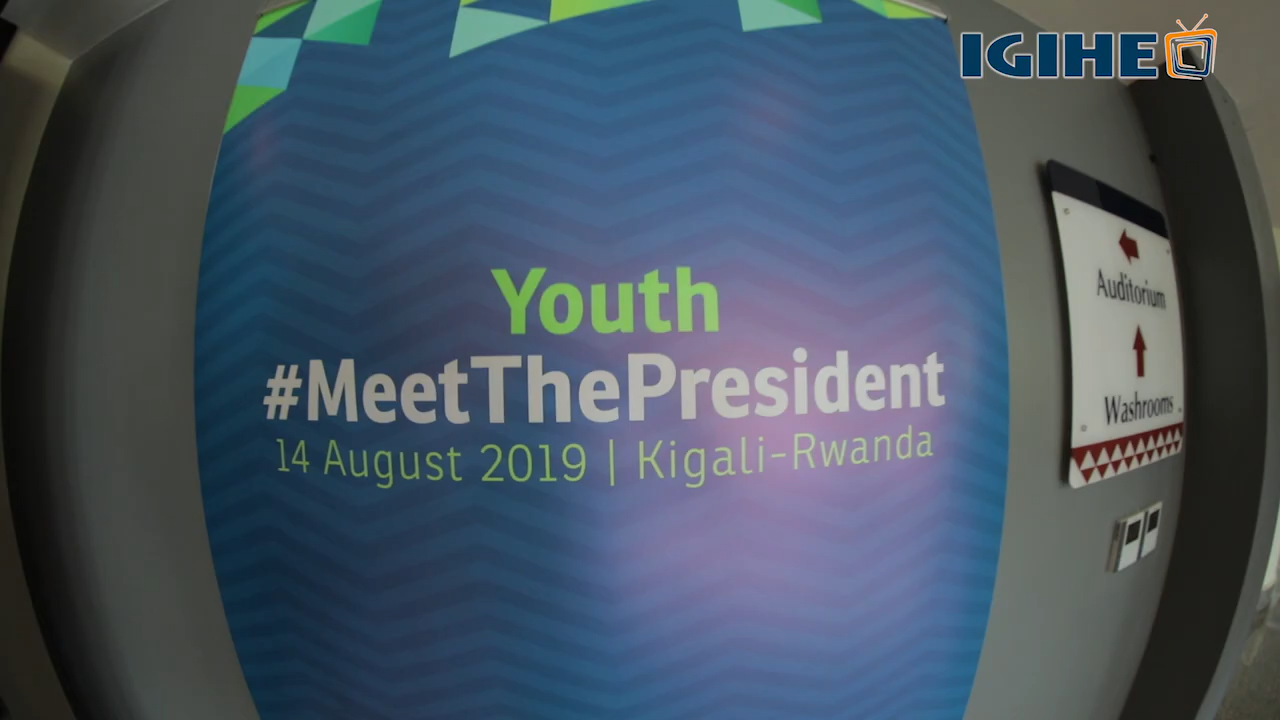 IGIHE
Youth
#MeetThePresident
14 August 2019 | Kigali-Rwanda
Auditorium
Washrooms